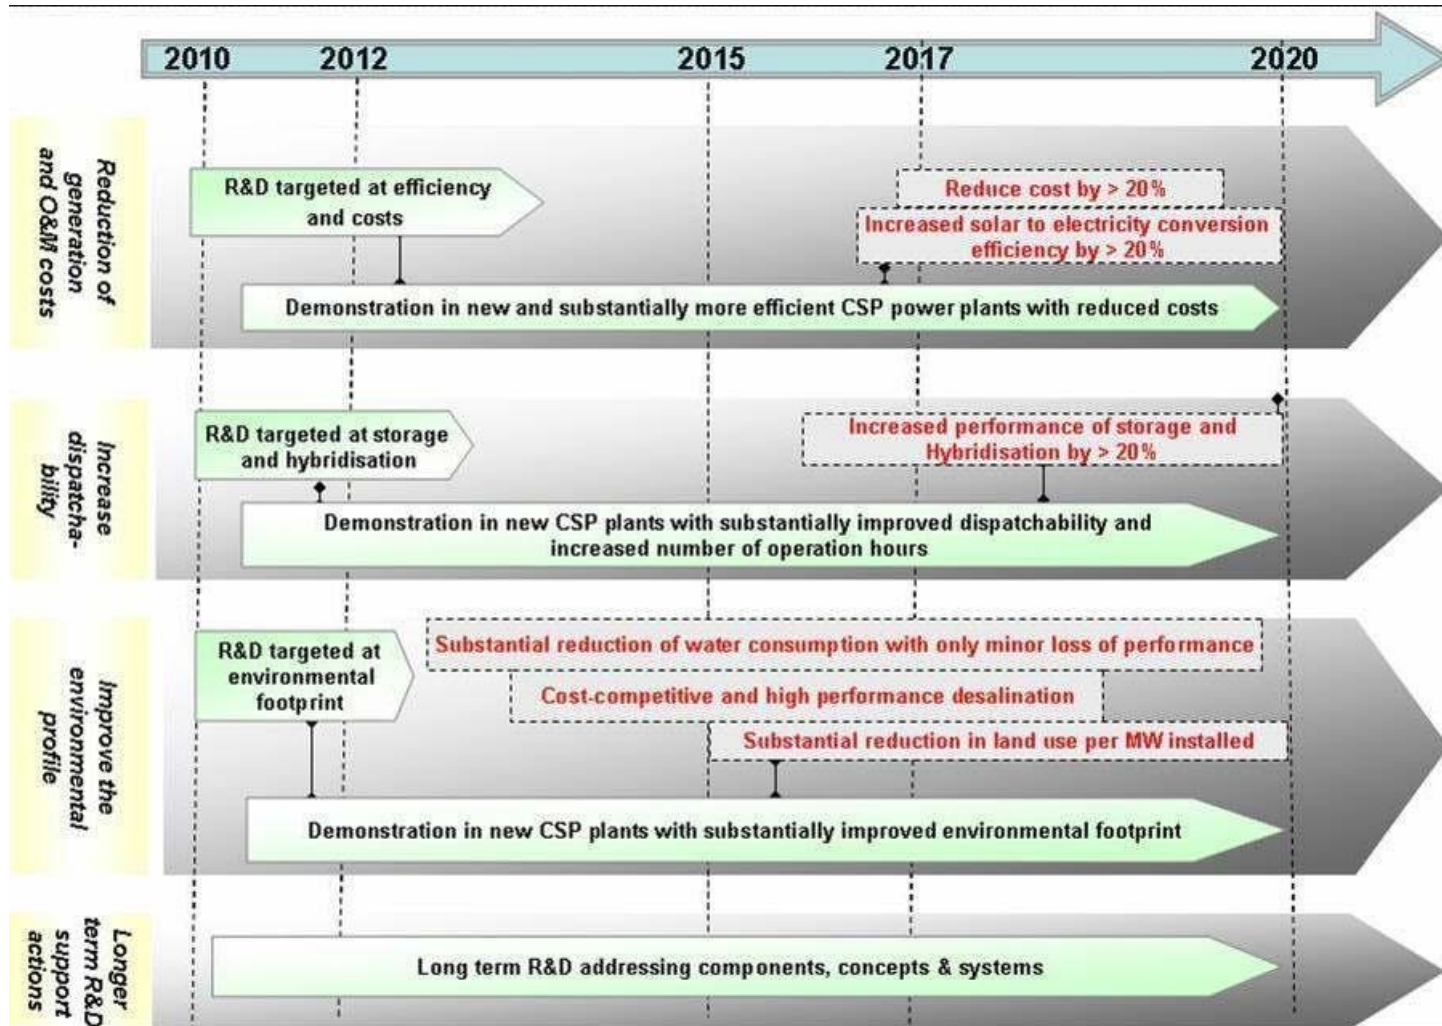 2010 2012 2015 2017 2020
Reduction of
generation
and O&M costs
R&D targeted at efficiency
and costs
Reduce cost by > 20%
Increased solar to electricity conversion
efficiency by > 20%
Demonstration in new and substantially more efficient CSP power plants with reduced costs
Increase
dispatcha-
bility
R&D targeted at storage
and hybridisation
Increased performance of storage and
Hybridisation by > 20%
Demonstration in new CSP plants with substantially improved dispatchability and
increased number of operation hours
Improve the
environmental
profile
R&D targeted at
environmental
footprint
Substantial reduction of water consumption with only minor loss of performance
Cost-competitive and high performance desalination
Substantial reduction in land use per MW installed
Demonstration in new CSP plants with substantially improved environmental footprint
Longer
term R&D
support
actions
Long term R&D addressing components, concepts & systems